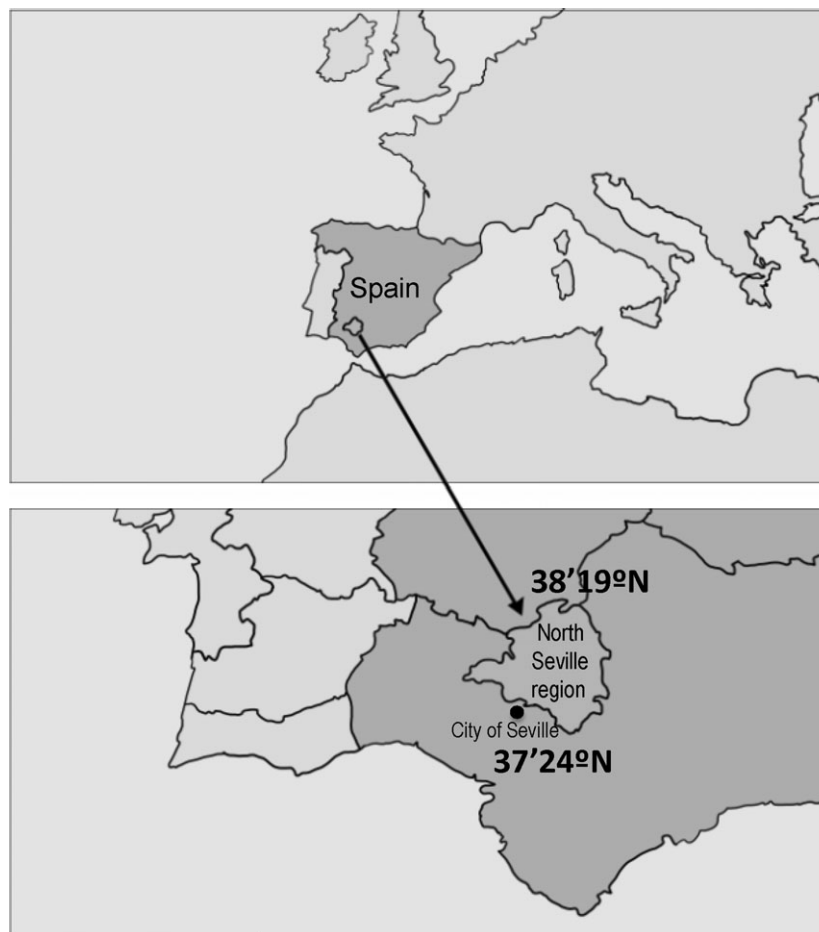 Spain
38’19ºN
North
Seville
region
City of Seville
37’24ºN